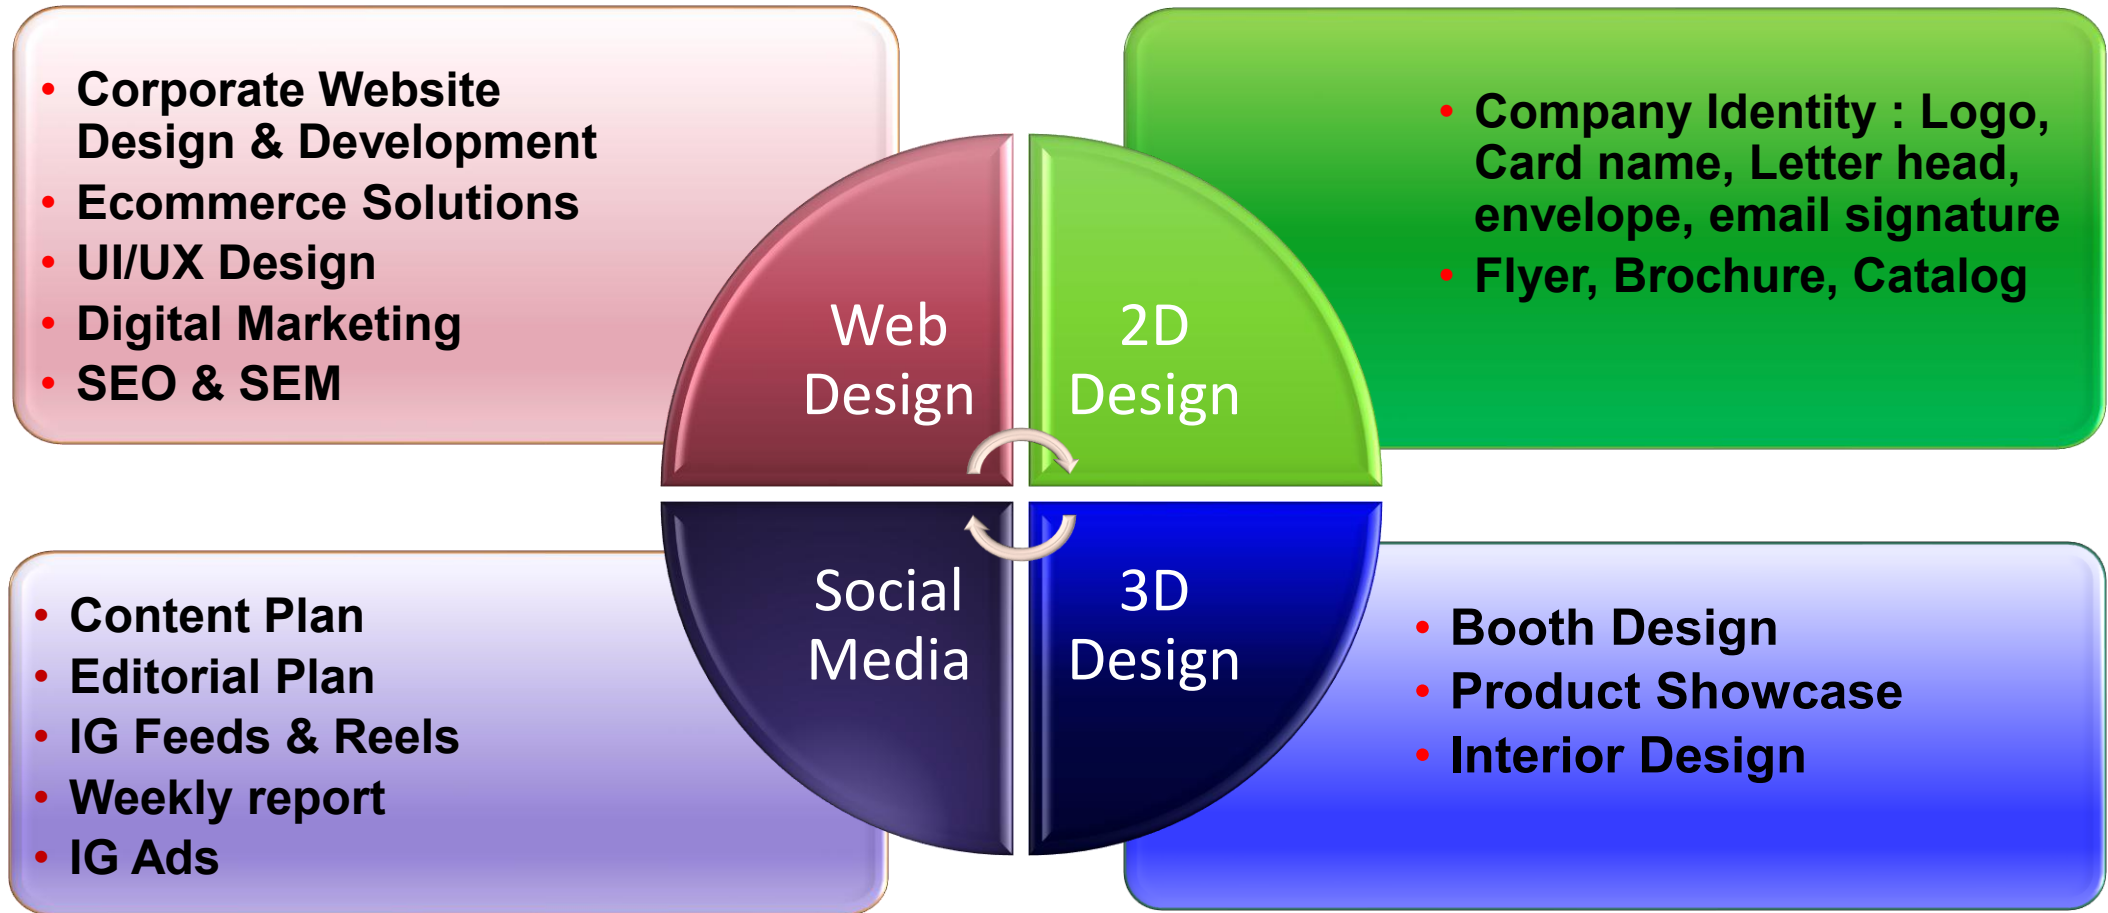 • Corporate Website
Design & Development
• Ecommerce Solutions
• UI/UX Design
• Digital Marketing
• SEO & SEM
• Company Identity : Logo,
Card name, Letter head,
envelope, email signature
• Flyer, Brochure, Catalog
Web
Design
2D
Design
Social
Media
3D
Design
• Content Plan
• Editorial Plan
• IG Feeds & Reels
• Weekly report
• IG Ads
• Booth Design
• Product Showcase
• Interior Design